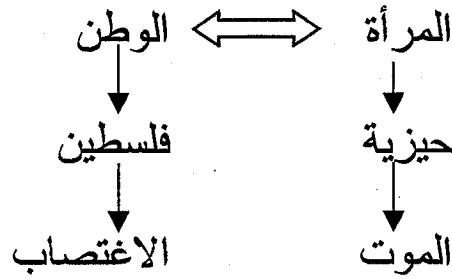 المرأة الوطن
حيزية فلسطين
الموت الاغتصاب